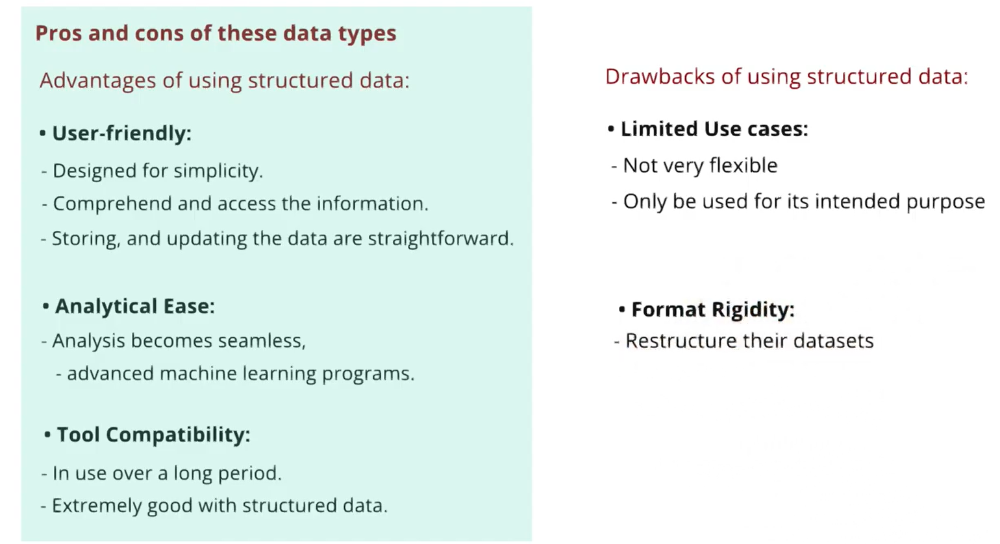 Pros and cons of these data types
Advantages of using structured data:
• User-friendly:
- Designed for simplicity.
- Comprehend and access the information.
- Storing, and updating the data are straightforward.
• Analytical Ease:
- Analysis becomes seamless,
- advanced machine learning programs.
• Tool Compatibility:
- In use over a long period.
- Extremely good with structured data.
Drawbacks of using structured data:
• Limited Use cases:
- Not very flexible
- Only be used for its intended purpose
• Format Rigidity:
- Restructure their datasets